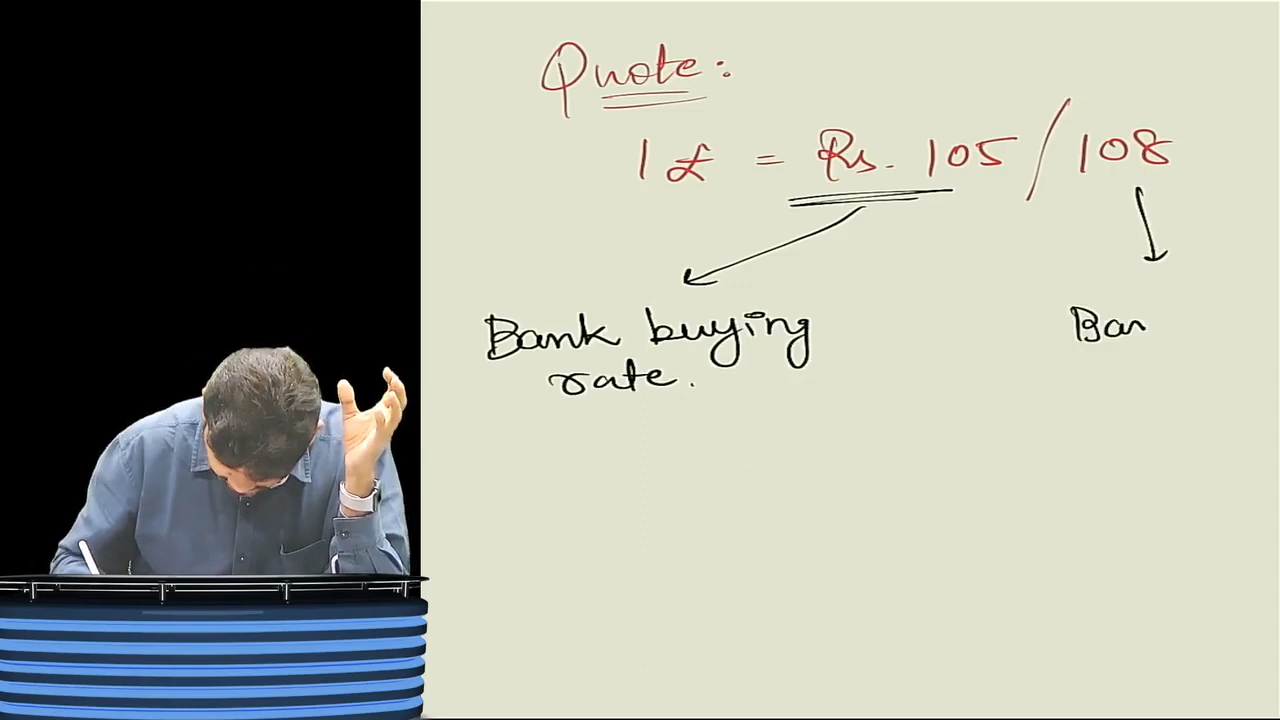 Quote:
1 £ = Rs. 105 / 108
Bank buying
rate.
Ban